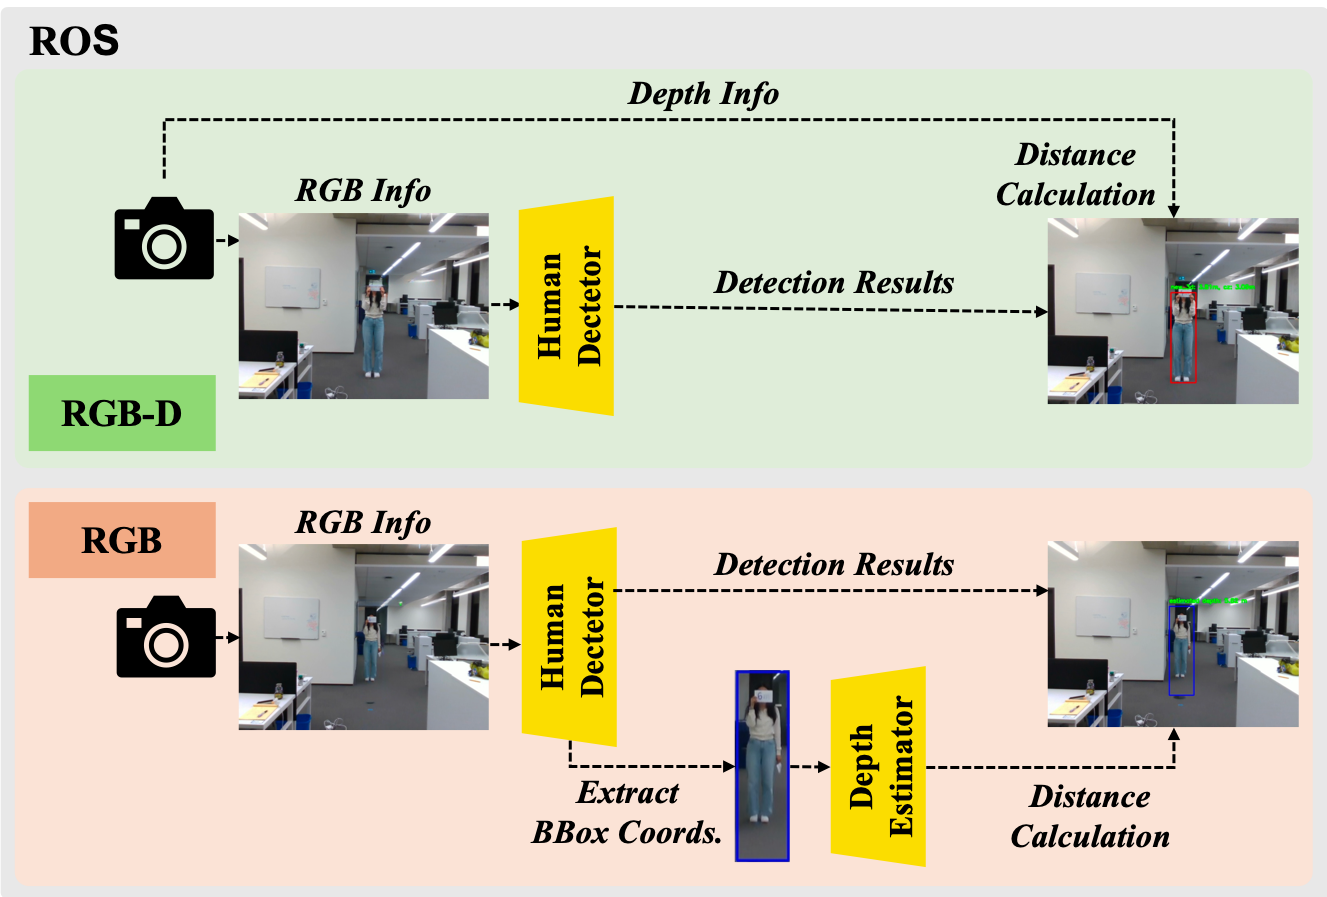 ROS
Depth Info
Distance
Calculation
RGB Info
Human
Dectetor
Detection Results
RGB-D
RGB
RGB Info
Human
Dectetor
Detection Results
Extract
BBox Coords.
Depth
Estimator
Distance
Calculation